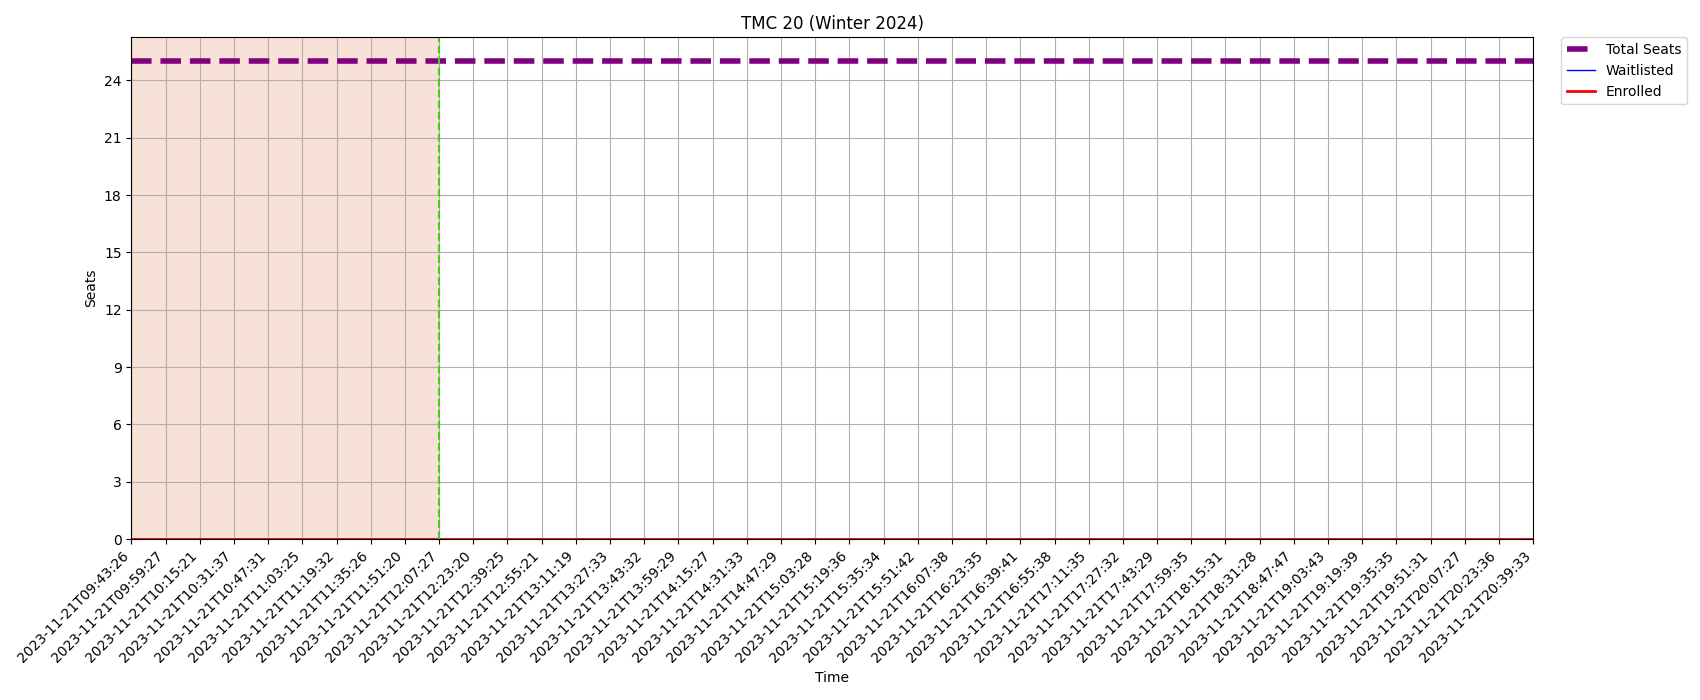 TMC 20 (Winter 2024)
Total Seats
Waitlisted
Enrolled
Seats
24
21
18
15
12
9
6
3
0
2023-11-21T09:43:26
2023-11-21T09:59:27
2023-11-21T10:15:21
2023-11-21T10:31:37
2023-11-21T10:47:31
2023-11-21T11:03:25
2023-11-21T11:19:32
2023-11-21T11:35:26
2023-11-21T11:51:20
2023-11-21T12:07:27
2023-11-21T12:23:20
2023-11-21T12:39:25
2023-11-21T12:55:21
2023-11-21T13:11:19
2023-11-21T13:27:33
2023-11-21T13:43:32
2023-11-21T13:59:29
2023-11-21T14:15:27
2023-11-21T14:31:33
2023-11-21T14:47:29
2023-11-21T15:03:28
2023-11-21T15:19:36
2023-11-21T15:35:34
2023-11-21T15:51:42
2023-11-21T16:07:38
2023-11-21T16:23:35
2023-11-21T16:39:41
2023-11-21T16:55:38
2023-11-21T17:11:35
2023-11-21T17:27:32
2023-11-21T17:43:29
2023-11-21T17:59:35
2023-11-21T18:15:31
2023-11-21T18:31:28
2023-11-21T18:47:47
2023-11-21T19:03:43
2023-11-21T19:19:39
2023-11-21T19:35:35
2023-11-21T19:51:31
2023-11-21T20:07:27
2023-11-21T20:23:36
2023-11-21T20:39:33
Time